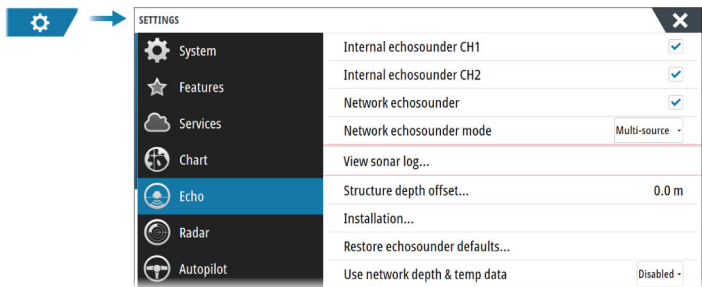 SETTINGS
System
Features
Services
Chart
Echo
Radar
Autopilot
Internal echosounder CH1
Internal echosounder CH2
Network echosounder
Network echosounder mode Multi-source
View sonar log...
Structure depth offset... 0.0 m
Installation...
Restore echosounder defaults...
Use network depth & temp data Disabled